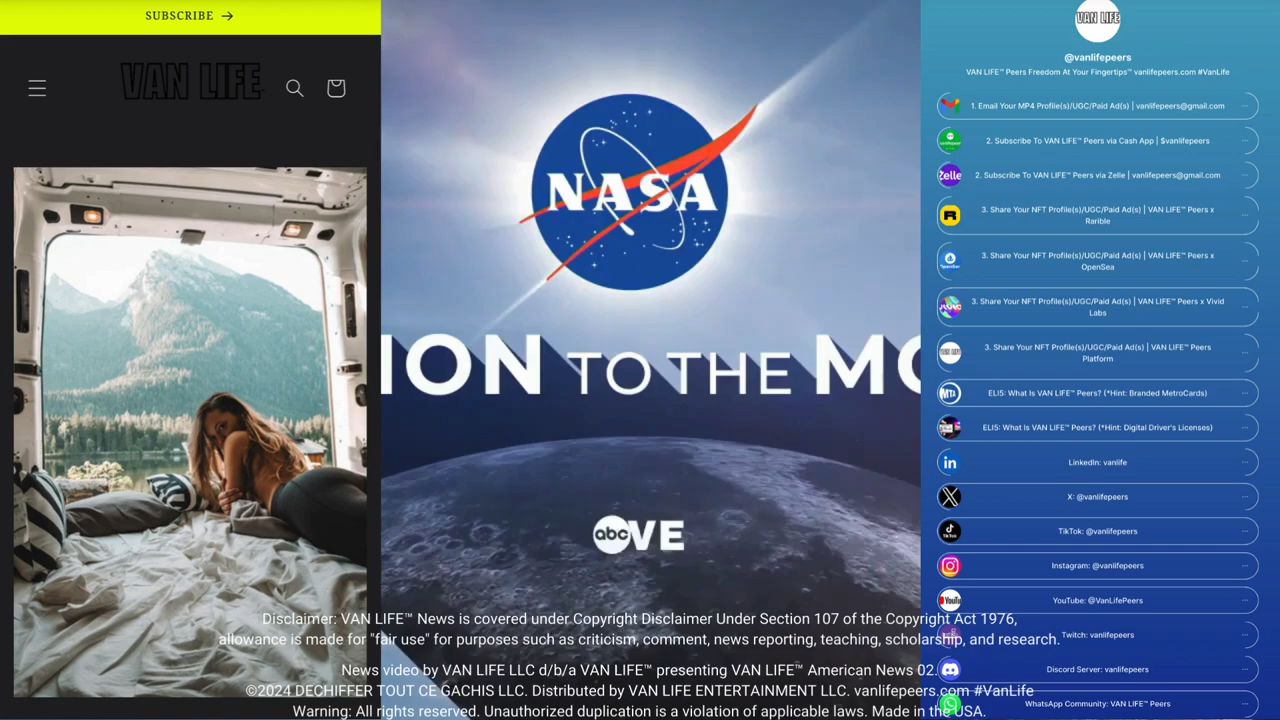 SUBSCRIBE →
VAN LIFE
NASA
ION TO THE MO
abc
VE
VAN LIFE
@vanlifepeers
VAN LIFE™ Peers Freedom At Your Fingertips™ vanlifepeers.com #VanLife
1. Email Your MP4 Profile(s)/UGC/Paid Ad(s) | vanlifepeers@gmail.com
2. Subscribe To VAN LIFE™ Peers via Cash App | $vanlifepeers
Zelle
2. Subscribe To VAN LIFE™ Peers via Zelle | vanlifepeers@gmail.com
R
3. Share Your NFT Profile(s)/UGC/Paid Ad(s) | VAN LIFE™ Peers x
Rarible
3. Share Your NFT Profile(s)/UGC/Paid Ad(s) | VAN LIFE™ Peers x
OpenSea
3. Share Your NFT Profile(s)/UGC/Paid Ad(s) | VAN LIFE™ Peers x Vivid
Labs
3. Share Your NFT Profile(s)/UGC/Paid Ad(s) | VAN LIFE™ Peers
Platform
MTA
ELI5: What Is VAN LIFE™ Peers? (*Hint: Branded MetroCards)
ELI5: What Is VAN LIFE™ Peers? (*Hint: Digital Driver's Licenses)
in
LinkedIn: vanlife
X: @vanlifepeers
TikTok
TikTok: @vanlifepeers
Instagram: @vanlifepeers
YouTu
YouTube: @VanLifePeers
Twitch: vanlifepeers
Discord Server: vanlifepeers
WhatsApp Community: VAN LIFE™ Peers
Disclaimer: VAN LIFE™ News is covered under Copyright Disclaimer Under Section 107 of the Copyright Act 1976,
allowance is made for "fair use" for purposes such as criticism, comment, news reporting, teaching, scholarship, and research.
News video by VAN LIFE LLC d/b/a VAN LIFE™ presenting VAN LIFE™ American News 02.
©2024 DECHIFFER TOUT CE GACHIS LLC. Distributed by VAN LIFE ENTERTAINMENT LLC. vanlifepeers.com #VanLife
Warning: All rights reserved. Unauthorized duplication is a violation of applicable laws. Made in the USA.